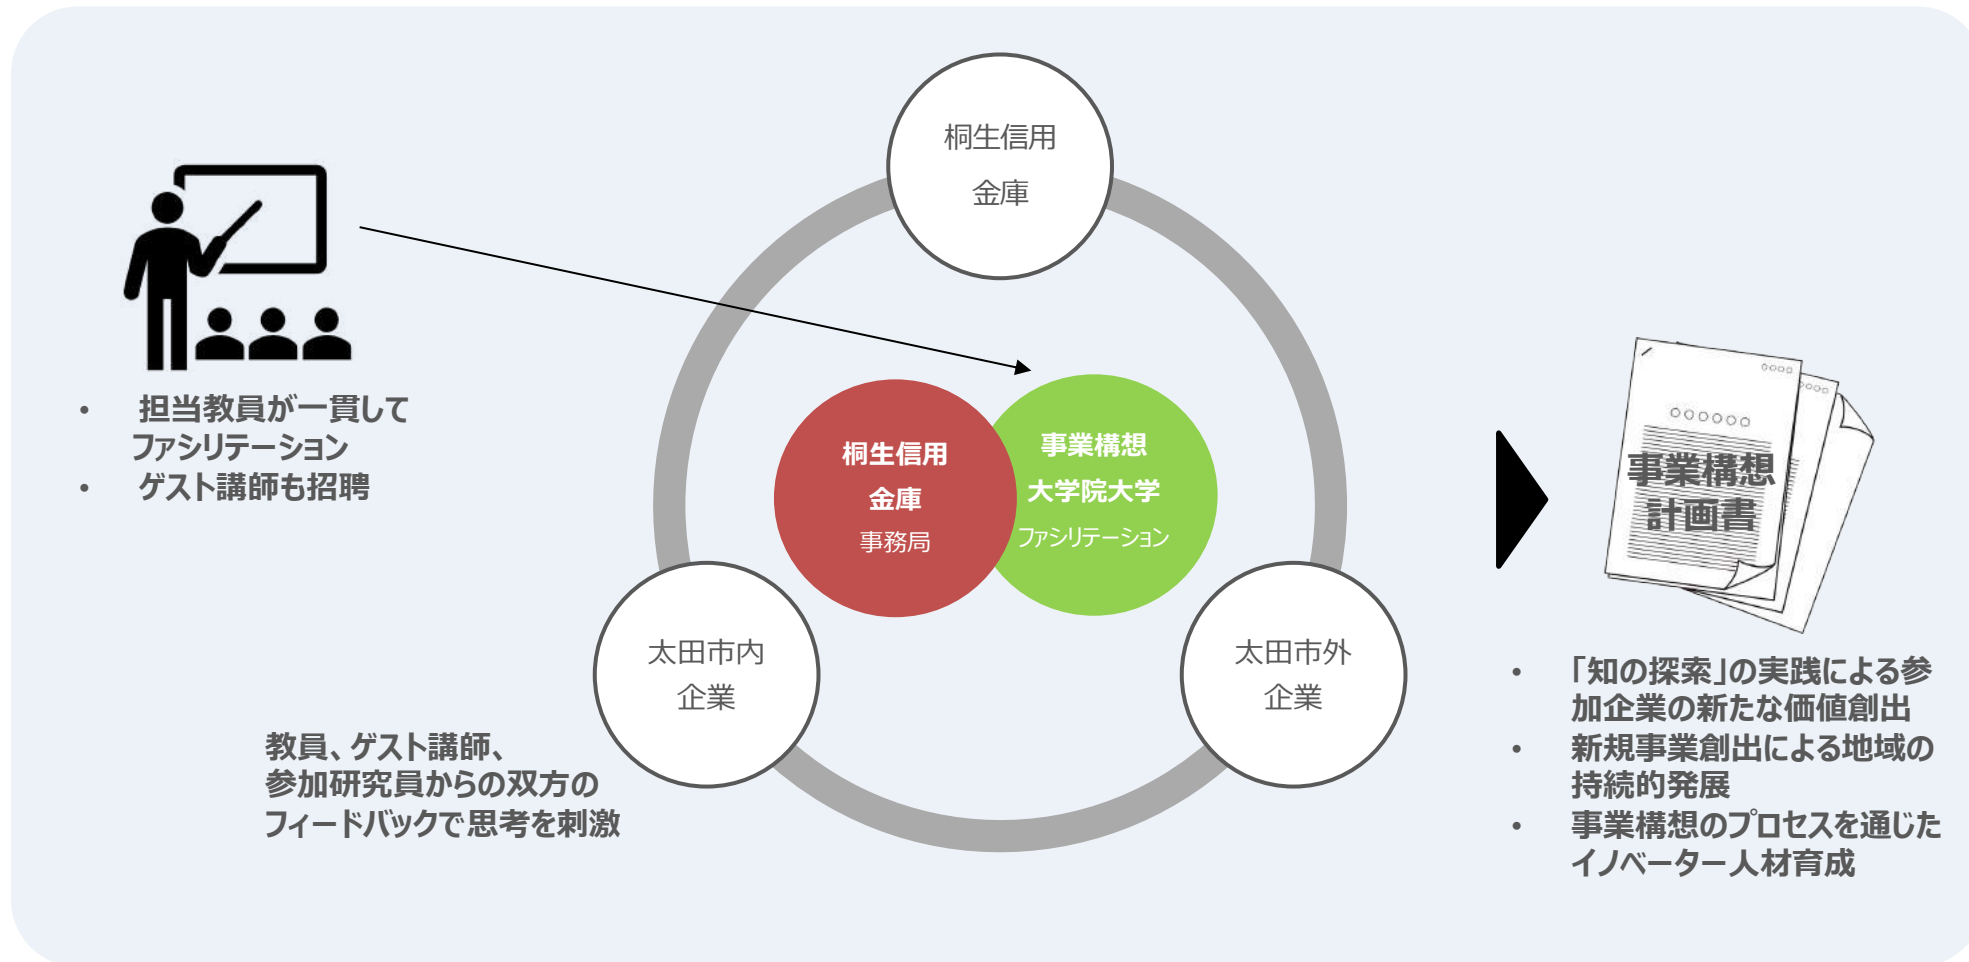 桐生信用
金庫
• 担当教員が一貫して
ファシリテーション
• ゲスト講師も招聘
桐生信用
金庫
事務局
事業構想
大学院大学
ファシリテーション
太田市内
企業
太田市外
企業
教員、ゲスト講師、
参加研究員からの双方の
フィードバックで思考を刺激
○○○○
○○○○
○○○○○○
事業構想
計画書
• 「知の探索」の実践による参
加企業の新たな価値創出
• 新規事業創出による地域の
持続的発展
• 事業構想のプロセスを通じた
イノベーター人材育成